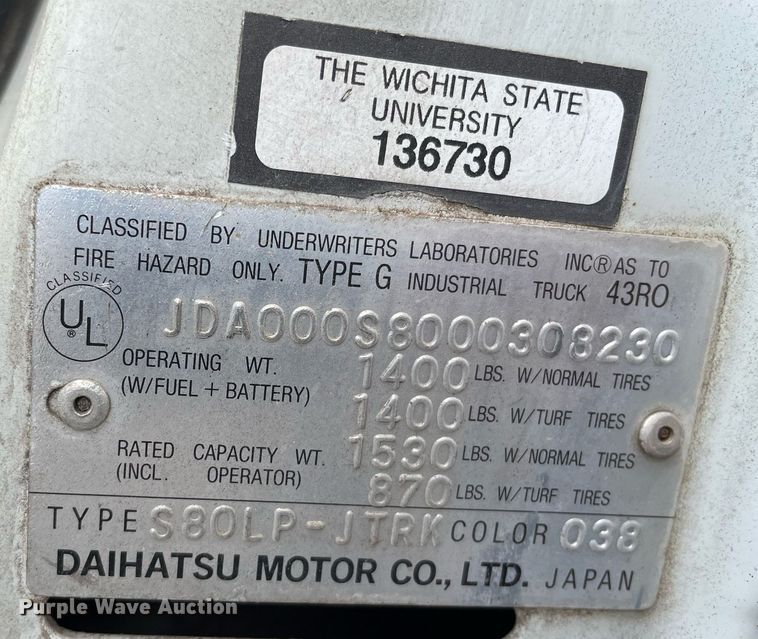 THE WICHITA STATE
UNIVERSITY
136730
CLASSIFIED BY UNDERWRITERS LABORATORIES INC®AS TO
FIRE HAZARD ONLY. TYPE G INDUSTRIAL TRUCK 43RO
CLASSIFIED
UL®
JDA000S8000308230
OPERATING WT. 1400 LBS. W/NORMAL TIRES
(W/FUEL + BATTERY) 1400 LBS. W/TURF TIRES
RATED CAPACITY WT. 1530 LBS. W/NORMAL TIRES
(INCL. OPERATOR) 870 LBS. W/TURF TIRES
TYPE S80LP-JTRK COLOR 038
DAIHATSU MOTOR CO., LTD. JAPAN
Purple Wave Auction